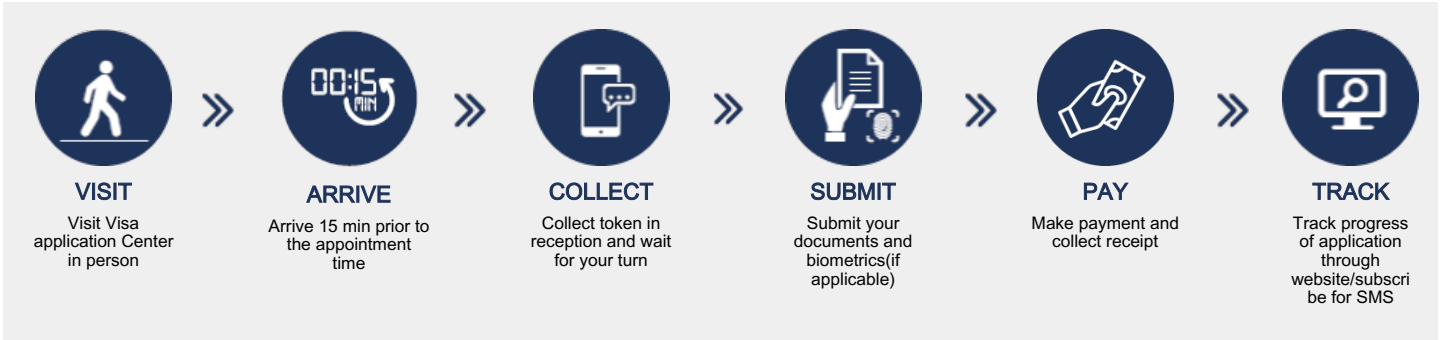 00:15
MIN
VISIT
Visit Visa
application Center
in person
ARRIVE
Arrive 15 min prior to
the appointment
time
COLLECT
Collect token in
reception and wait
for your turn
SUBMIT
Submit your
documents and
biometrics(if
applicable)
PAY
Make payment and
collect receipt
TRACK
Track progress
of application
through
website/subscri
be for SMS